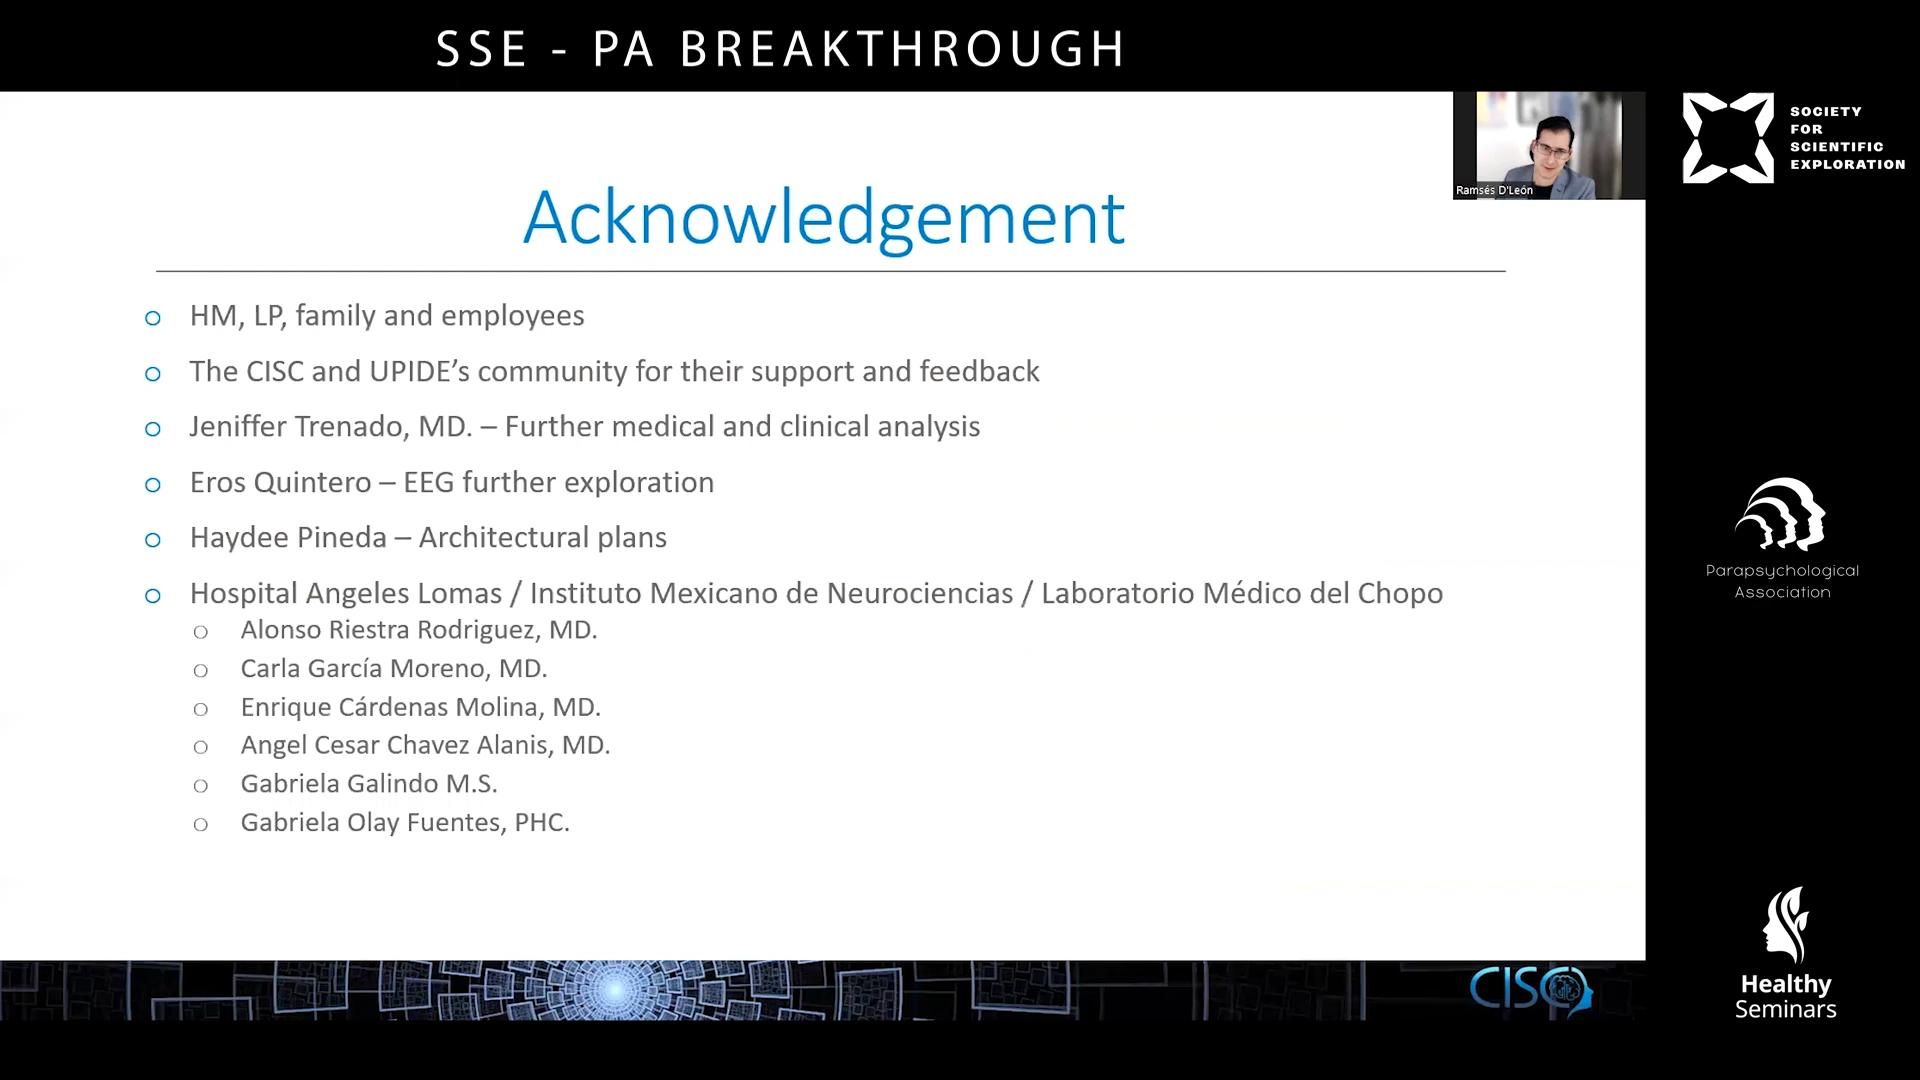 SSE - PA BREAKTHROUGH
Ramsés D'León
SOCIETY
FOR
SCIENTIFIC
EXPLORATION
Acknowledgement
HM, LP, family and employees
The CISC and UPIDE’s community for their support and feedback
Jeniffer Trenado, MD. – Further medical and clinical analysis
Eros Quintero – EEG further exploration
Haydee Pineda – Architectural plans
Hospital Angeles Lomas / Instituto Mexicano de Neurociencias / Laboratorio Médico del Chopo
Alonso Riestra Rodriguez, MD.
Carla García Moreno, MD.
Enrique Cárdenas Molina, MD.
Angel Cesar Chavez Alanis, MD.
Gabriela Galindo M.S.
Gabriela Olay Fuentes, PHC.
Parapsychological
Association
CISC
Healthy
Seminars